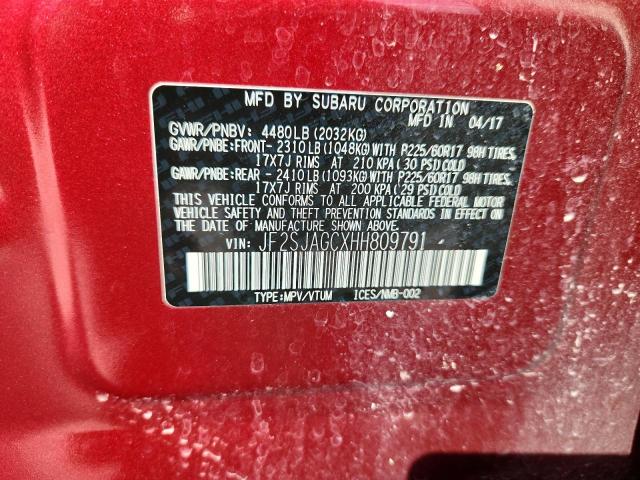 MFD BY SUBARU CORPORATION
MFD IN 04/17
GVWR/PNBV: 4480LB(2032KG)
GAWR/PNBE:FRONT-2310LB(1048KG)WITH P225/60R17 98H TIRES,
17X7J RIMS AT 210 KPA(30 PSI)COLD
GAWR/PNBE:REAR -2410LB(1093KG)WITH P225/60R17 98H TIRES,
17X7J RIMS AT 200 KPA(29 PSI)COLD
THIS VEHICLE CONFORMS TO ALL APPLICABLE FEDERAL MOTOR
VEHICLE SAFETY AND THEFT PREVENTION STANDARDS IN EFFECT ON
THE DATE OF MANUFACTURE SHOWN ABOVE.
VIN: JF2SJAGCXHH809791
TYPE:MPV/VTUM ICES/NMB-002